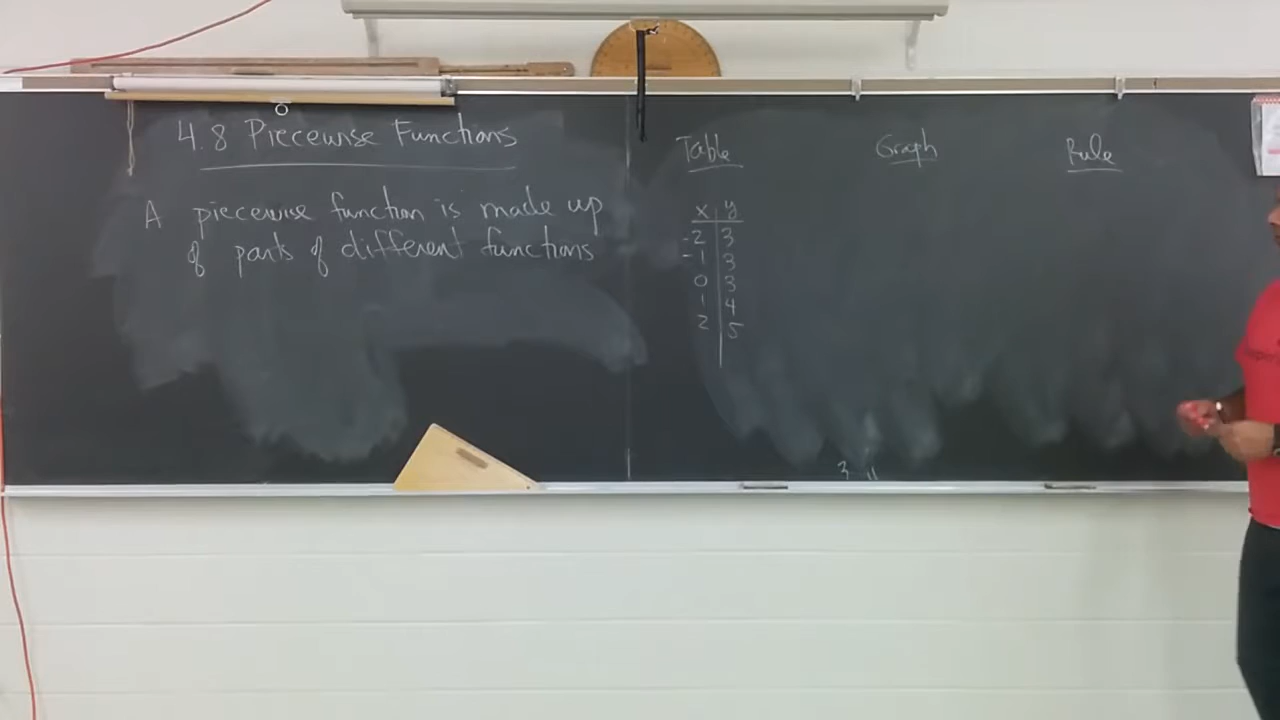 4.8 Piecewise Functions
A piecewise function is made up
of parts of different functions
Table
Graph
Rule
x y
-2 3
-1 3
0 3
1 4
2 5
3